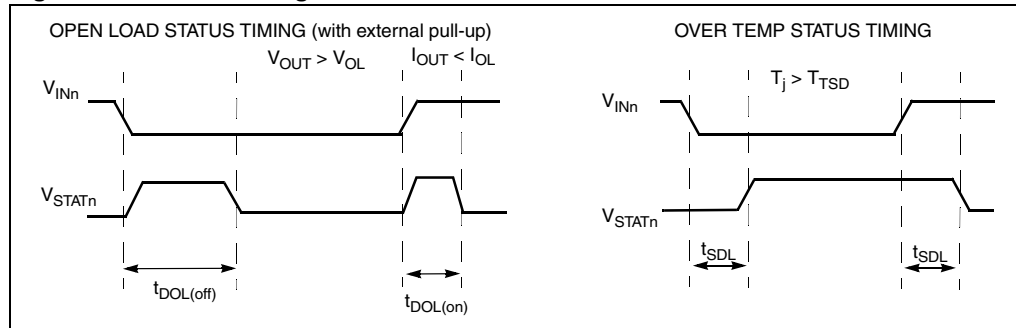 OPEN LOAD STATUS TIMING (with external pull-up)
V_OUT > V_OL
I_OUT < I_OL
V_INn
V_STATn
t_DOL(off)
t_DOL(on)
OVER TEMP STATUS TIMING
T_j > T_TSD
V_INn
V_STATn
t_SDL
t_SDL